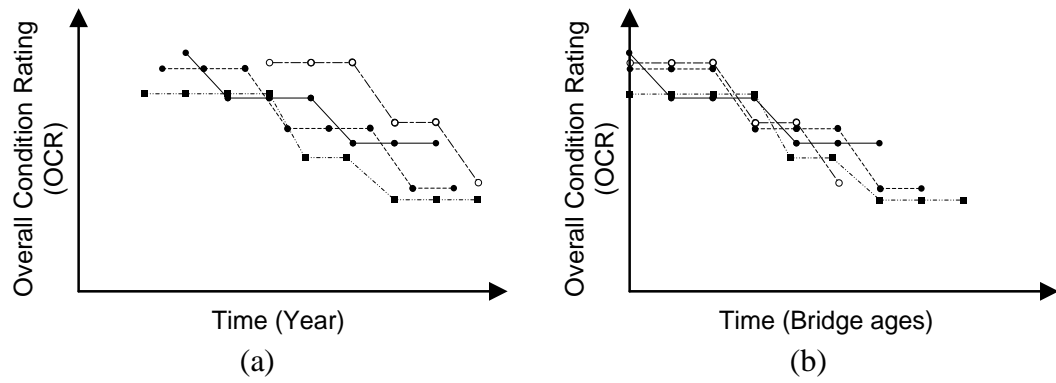 Overall Condition Rating
(OCR)
Time (Year)
(a)
Overall Condition Rating
(OCR)
Time (Bridge ages)
(b)